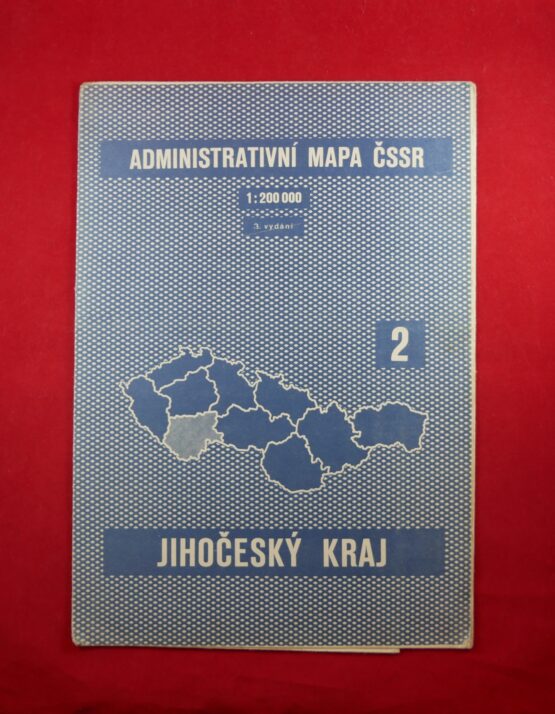 ADMINISTRATIVNÍ MAPA ČSSR
1:200 000
3. vydání
2
JIHOČESKÝ KRAJ